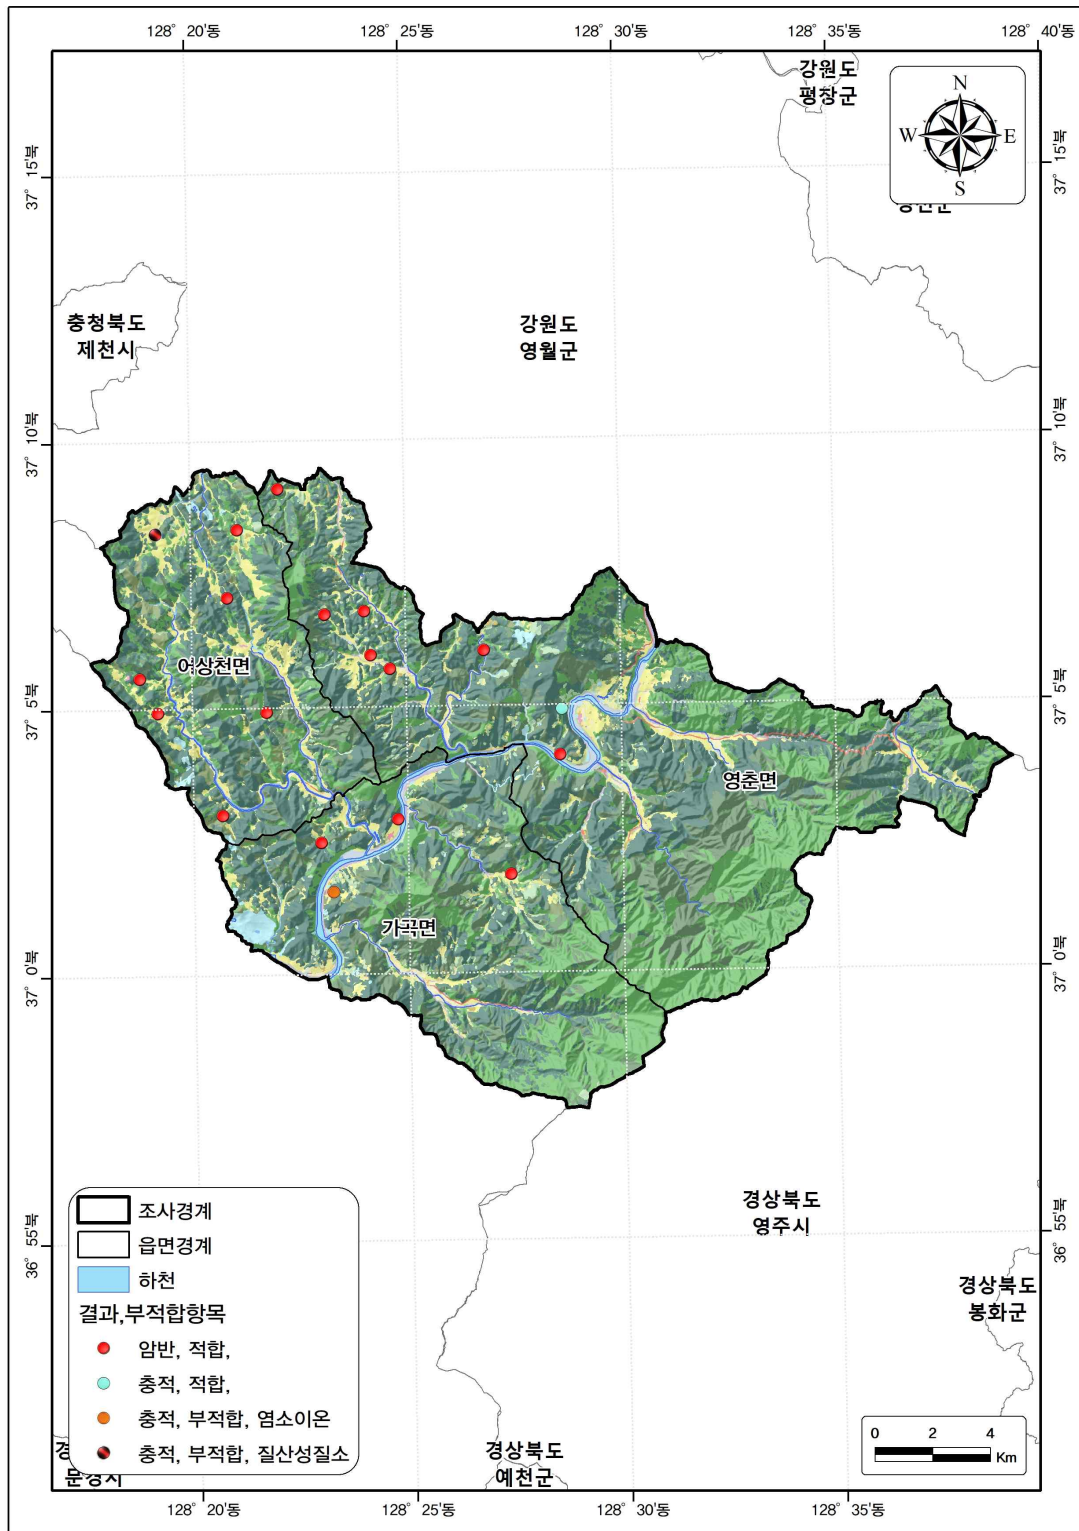 128° 20'동
128° 25'동
128° 30'동
128° 35'동
128° 40'동
강원도
평창군
N
W
E
S
37° 15'북
37° 15'북
충청북도
제천시
강원도
영월군
37° 10'북
37° 10'북
어상천면
37° 5'북
37° 5'북
영춘면
가곡면
37° 0'북
37° 0'북
경상북도
영주시
36° 55'북
36° 55'북
경상북도
봉화군
조사경계
읍면경계
하천
결과,부적합항목
암반, 적합,
충적, 적합,
충적, 부적합, 염소이온
충적, 부적합, 질산성질소
문경시
경상북도
예천군
0 2 4
Km
128° 20'동
128° 25'동
128° 30'동
128° 35'동